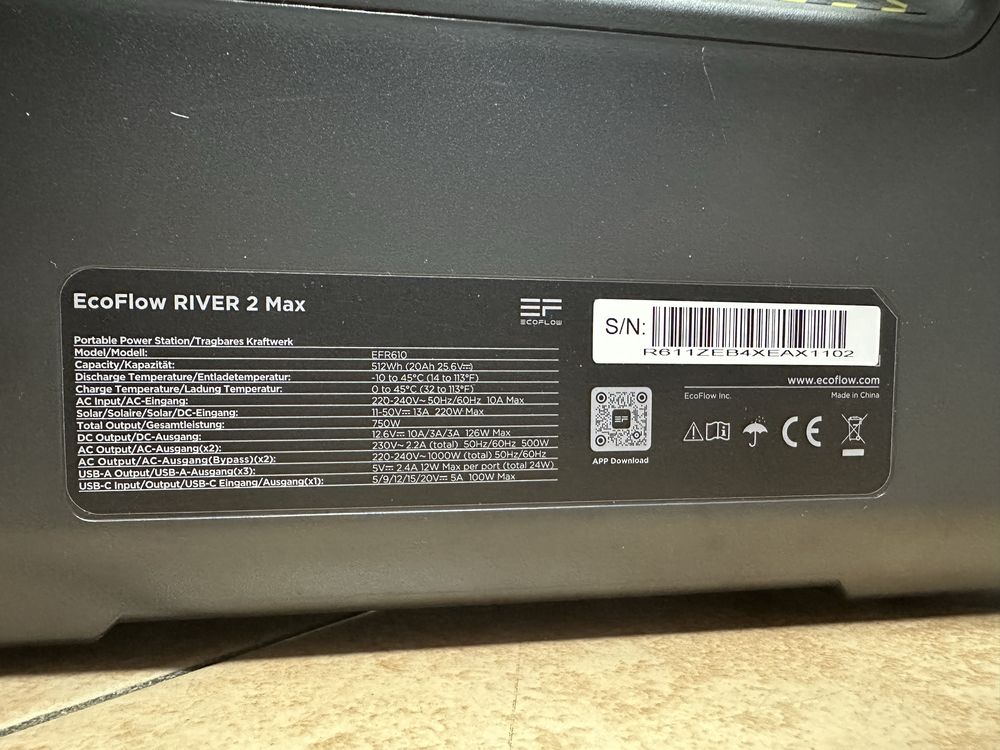 EcoFlow RIVER 2 Max
EF
ECOFLOW
Portable Power Station/Tragbares Kraftwerk
Model/Modell: EFR610
Capacity/Kapazität: 512Wh (20Ah 25.6V⎓)
Discharge Temperature/Entladetemperatur: -10 to 45°C (14 to 113°F)
Charge Temperature/Ladung Temperatur: 0 to 45°C (32 to 113°F)
AC Input/AC-Eingang: 220-240V~ 50Hz/60Hz 10A Max
Solar/Solaire/Solar/DC-Eingang: 11-50V⎓ 13A 220W Max
Total Output/Gesamtleistung: 750W
DC Output/DC-Ausgang: 12.6V⎓ 10A/3A/3A 126W Max
AC Output/AC-Ausgang(x2): 230V~ 2.2A (total) 50Hz/60Hz 500W
AC Output/AC-Ausgang(Bypass)(x2): 220-240V~ 1000W (total) 50Hz/60Hz
USB-A Output/USB-A-Ausgang(x3): 5V⎓ 2.4A 12W Max per port (total 24W)
USB-C Input/Output/USB-C Eingang/Ausgang(x1): 5/9/12/15/20V⎓ 5A 100W Max
S/N:
R611ZEB4XEAX1102
www.ecoflow.com
EcoFlow Inc. Made in China
EF
APP Download
CE